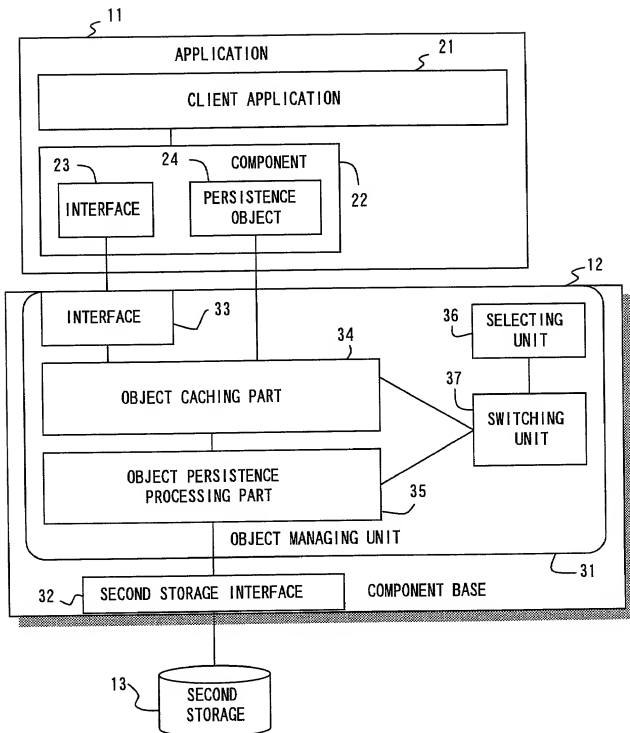 11
APPLICATION
21
CLIENT APPLICATION
23
24
COMPONENT
22
INTERFACE
PERSISTENCE
OBJECT
12
INTERFACE
33
36
SELECTING
UNIT
34
OBJECT CACHING PART
37
SWITCHING
UNIT
OBJECT PERSISTENCE
PROCESSING PART
35
OBJECT MANAGING UNIT
31
32
SECOND STORAGE INTERFACE
COMPONENT BASE
13
SECOND
STORAGE